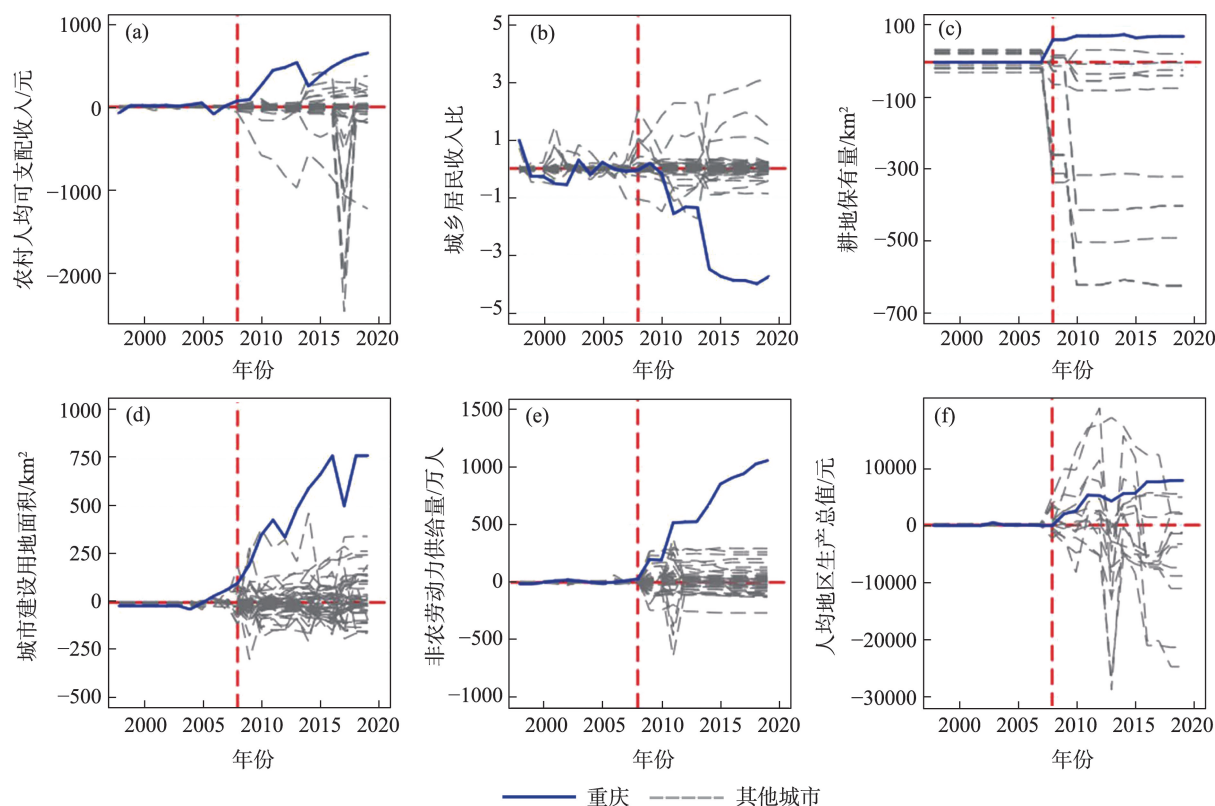 (a)
1000
0
−1000
−2000
农村人均可支配收入/元
2000 2005 2010 2015 2020
年份
(b)
5
3
1
−1
−3
−5
城乡居民收入比
2000 2005 2010 2015 2020
年份
(c)
100
−100
−300
−500
−700
耕地保有量/km²
2000 2005 2010 2015 2020
年份
(d)
1000
750
500
250
0
−250
−500
城市建设用地面积/km²
2000 2005 2010 2015 2020
年份
(e)
1500
1000
500
0
−500
−1000
非农劳动力供给量/万人
2000 2005 2010 2015 2020
年份
(f)
10000
0
−10000
−20000
−30000
人均地区生产总值/元
2000 2005 2010 2015 2020
年份
重庆 其他城市